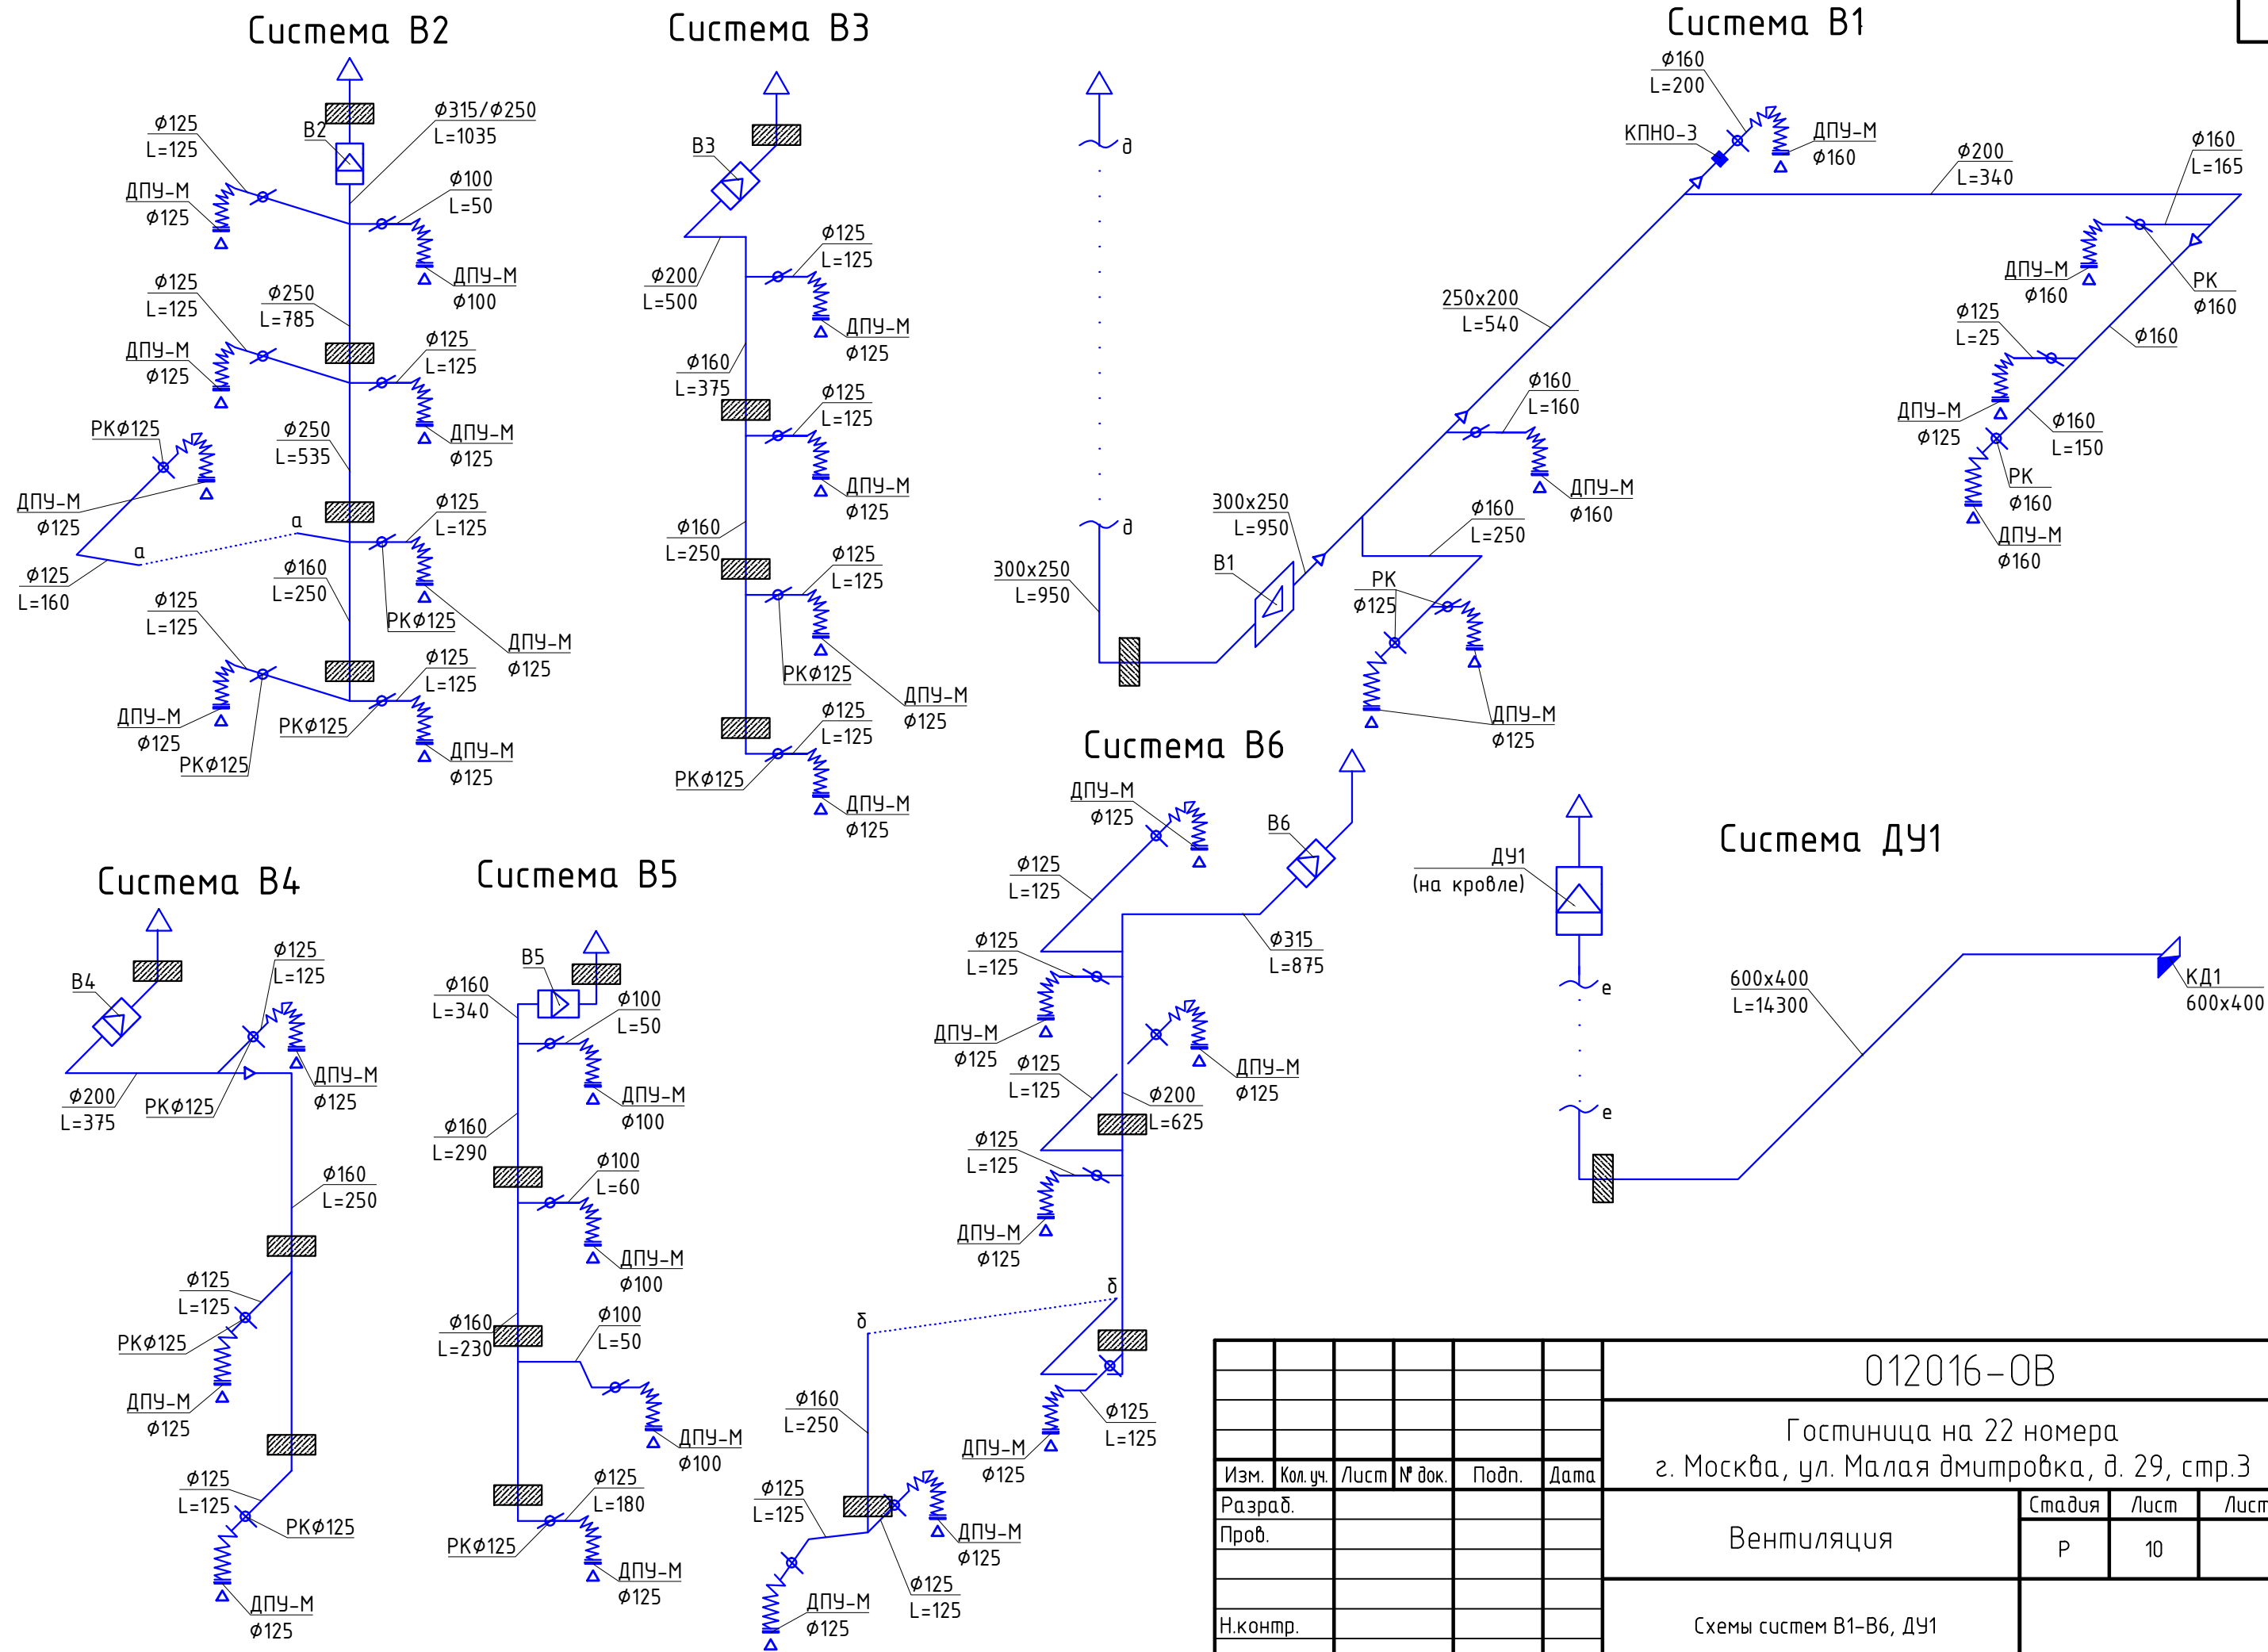 Система В2
Ф315/Ф250
L=1035
В2
Ф125
L=125
ДПУ-М
Ф125
Ф100
L=50
ДПУ-М
Ф100
Ф125
L=125
Ф250
L=785
ДПУ-М
Ф125
Ф125
L=125
ДПУ-М
Ф125
РКФ125
Ф250
L=535
ДПУ-М
Ф125
а
а
Ф125
L=125
Ф125
L=160
Ф160
L=250
РКФ125
ДПУ-М
Ф125
Ф125
L=125
ДПУ-М
Ф125
РКФ125
Ф125
L=125
РКФ125
ДПУ-М
Ф125
Система В3
В3
Ф200
L=500
Ф125
L=125
ДПУ-М
Ф125
Ф160
L=375
Ф125
L=125
ДПУ-М
Ф125
Ф160
L=250
Ф125
L=125
РКФ125
ДПУ-М
Ф125
Ф125
L=125
РКФ125
ДПУ-М
Ф125
Система В1
Ф160
L=200
КПНО-3
ДПУ-М
Ф160
Ф200
L=340
Ф160
L=165
д
д
ДПУ-М
Ф160
РК
Ф160
250х200
L=540
Ф125
L=25
Ф160
ДПУ-М
Ф125
Ф160
L=150
РК
Ф160
ДПУ-М
Ф160
Ф160
L=160
ДПУ-М
Ф160
300х250
L=950
Ф160
L=250
В1
300х250
L=950
РК
Ф125
ДПУ-М
Ф125
Система В4
В4
Ф125
L=125
Ф200
L=375
РКФ125
ДПУ-М
Ф125
Ф160
L=250
Ф125
L=125
РКФ125
ДПУ-М
Ф125
Ф125
L=125
РКФ125
ДПУ-М
Ф125
Система В5
В5
Ф160
L=340
Ф100
L=50
ДПУ-М
Ф100
Ф160
L=290
Ф100
L=60
ДПУ-М
Ф100
Ф160
L=230
Ф100
L=50
ДПУ-М
Ф100
Ф125
L=180
РКФ125
ДПУ-М
Ф125
Система В6
ДПУ-М
Ф125
В6
Ф125
L=125
Ф315
L=875
Ф125
L=125
ДПУ-М
Ф125
Ф125
L=125
ДПУ-М
Ф125
Ф200
L=625
Ф125
L=125
ДПУ-М
Ф125
б
б
Ф160
L=250
Ф125
L=125
ДПУ-М
Ф125
Ф125
L=125
ДПУ-М
Ф125
Ф125
L=125
ДПУ-М
Ф125
Система ДУ1
ДУ1
(на кровле)
е
е
600х400
L=14300
КД1
600х400
012016-ОВ
Гостиница на 22 номера
г. Москва, ул. Малая дмитровка, д. 29, стр.3
Изм. Кол.уч. Лист № док. Подп. Дата
Разраб.
Пров.
Н.контр.
Вентиляция
Стадия Лист Лист
Р 10
Схемы систем В1-В6, ДУ1